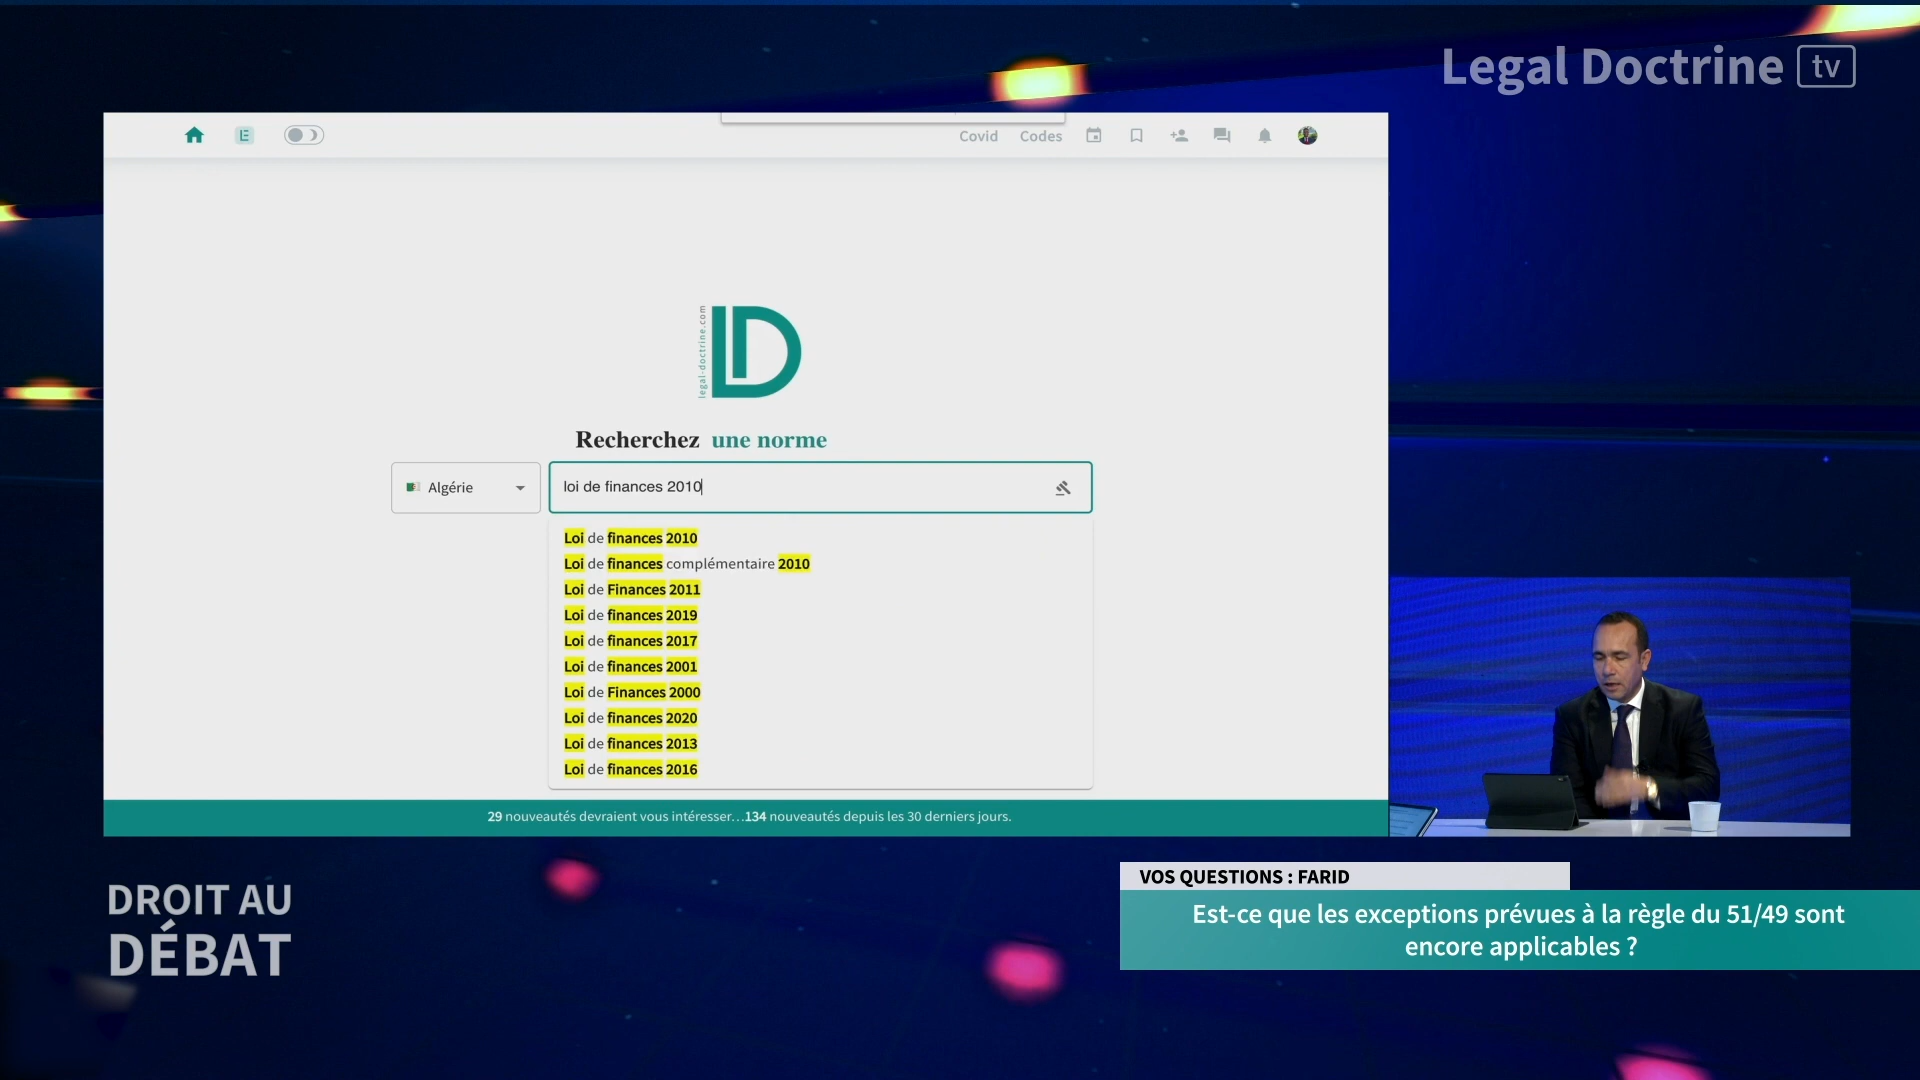 Legal Doctrine tv
Covid Codes
legal-doctrine.com
LD
Recherchez une norme
Algérie
loi de finances 2010
Loi de finances 2010
Loi de finances complémentaire 2010
Loi de Finances 2011
Loi de finances 2019
Loi de finances 2017
Loi de finances 2001
Loi de Finances 2000
Loi de finances 2020
Loi de finances 2013
Loi de finances 2016
29 nouveautés devraient vous intéresser...134 nouveautés depuis les 30 derniers jours.
DROIT AU
DÉBAT
VOS QUESTIONS : FARID
Est-ce que les exceptions prévues à la règle du 51/49 sont
encore applicables ?